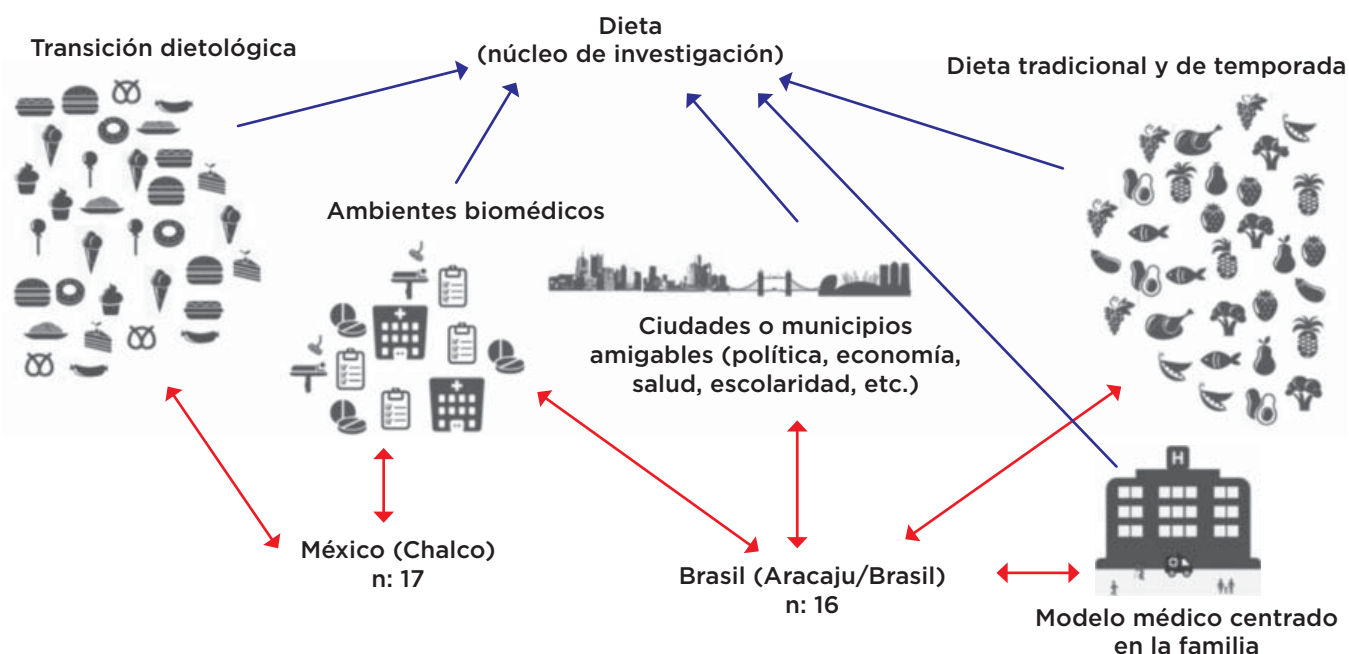 Dieta
(núcleo de investigación)
Transición dietológica
Dieta tradicional y de temporada
Ambientes biomédicos
Ciudades o municipios
amigables (política, economía,
salud, escolaridad, etc.)
H
México (Chalco)
n: 17
Brasil (Aracaju/Brasil)
n: 16
Modelo médico centrado
en la familia